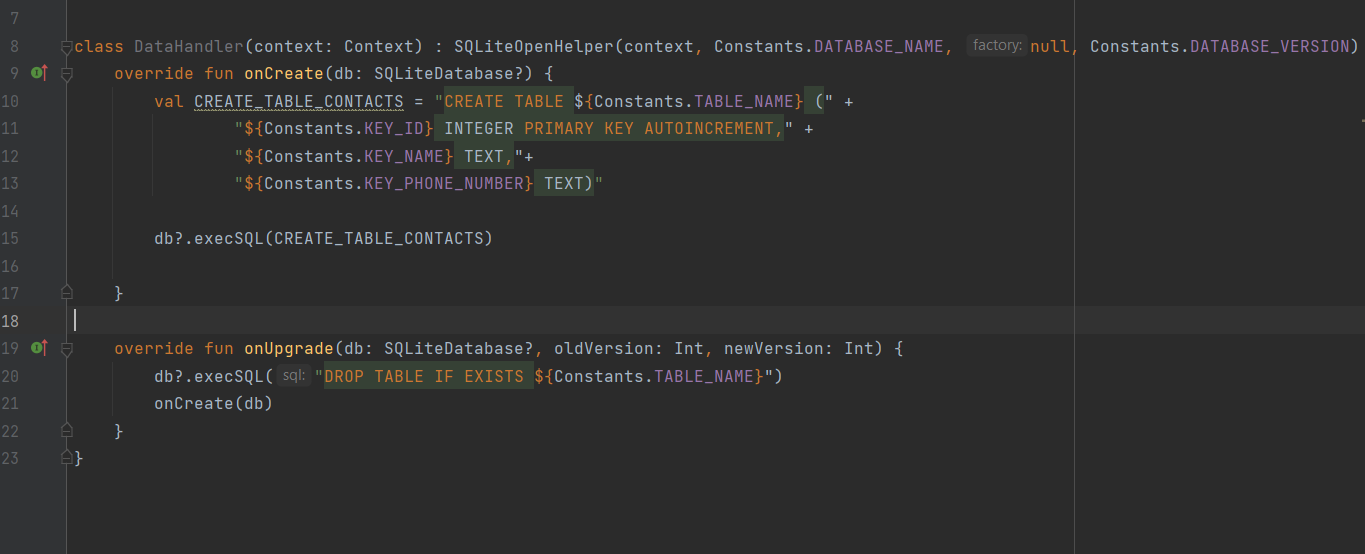 7
8 class DataHandler(context: Context) : SQLiteOpenHelper(context, Constants.DATABASE_NAME, factory: null, Constants.DATABASE_VERSION)
9 override fun onCreate(db: SQLiteDatabase?) {
10 val CREATE_TABLE_CONTACTS = "CREATE TABLE ${Constants.TABLE_NAME} (" +
11 "${Constants.KEY_ID} INTEGER PRIMARY KEY AUTOINCREMENT," +
12 "${Constants.KEY_NAME} TEXT,"+
13 "${Constants.KEY_PHONE_NUMBER} TEXT)"
14
15 db?.execSQL(CREATE_TABLE_CONTACTS)
16
17 }
18
19 override fun onUpgrade(db: SQLiteDatabase?, oldVersion: Int, newVersion: Int) {
20 db?.execSQL( sql: "DROP TABLE IF EXISTS ${Constants.TABLE_NAME}")
21 onCreate(db)
22 }
23 }